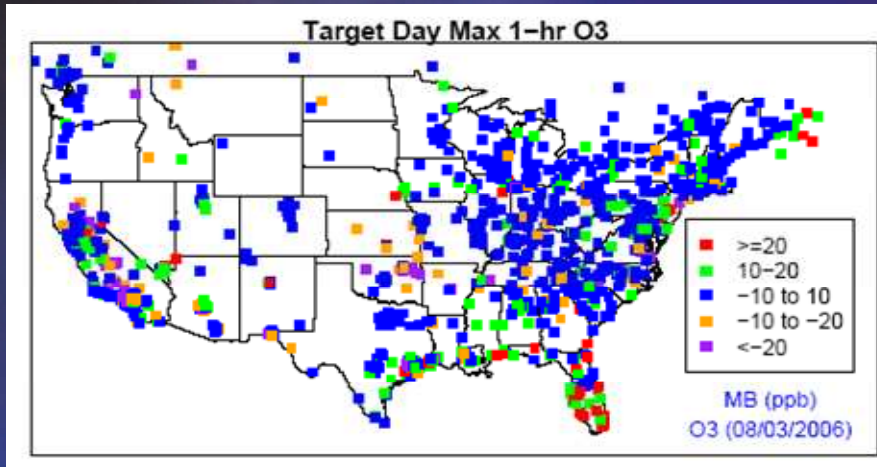 Target Day Max 1−hr O3
>=20
10−20
−10 to 10
−10 to −20
<−20
MB (ppb)
O3 (08/03/2006)